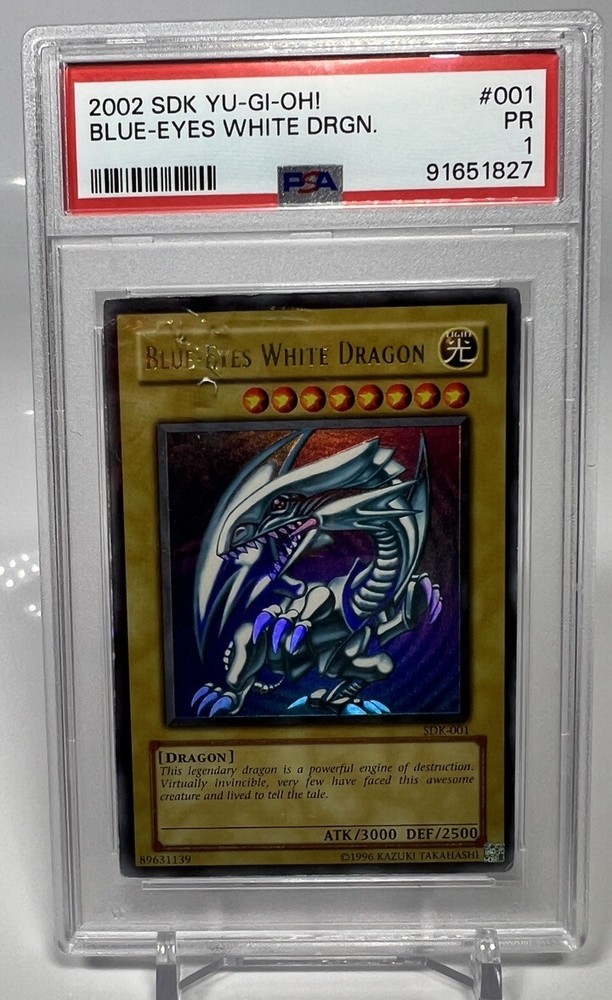 2002 SDK YU-GI-OH! #001
BLUE-EYES WHITE DRGN. PR
1
91651827
PSA
BLUE-EYES WHITE DRAGON
LIGHT
光
SDK-001
[DRAGON]
This legendary dragon is a powerful engine of destruction.
Virtually invincible, very few have faced this awesome
creature and lived to tell the tale.
ATK/3000 DEF/2500
89631139 ©1996 KAZUKI TAKAHASHI